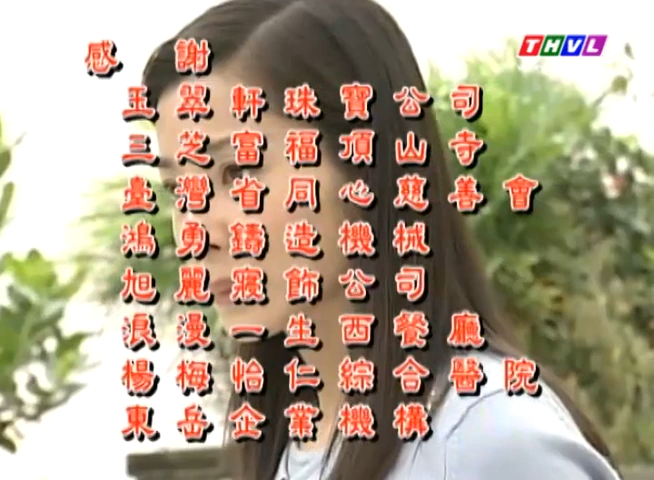 THVL
感謝
玉翠軒珠寶公司
三芝富福頂山寺
臺灣省同心慈善會
鴻勇鑄造機械
旭麗寢飾公司
浪漫一生西餐廳
楊梅怡仁綜合醫院
東岳企業機構